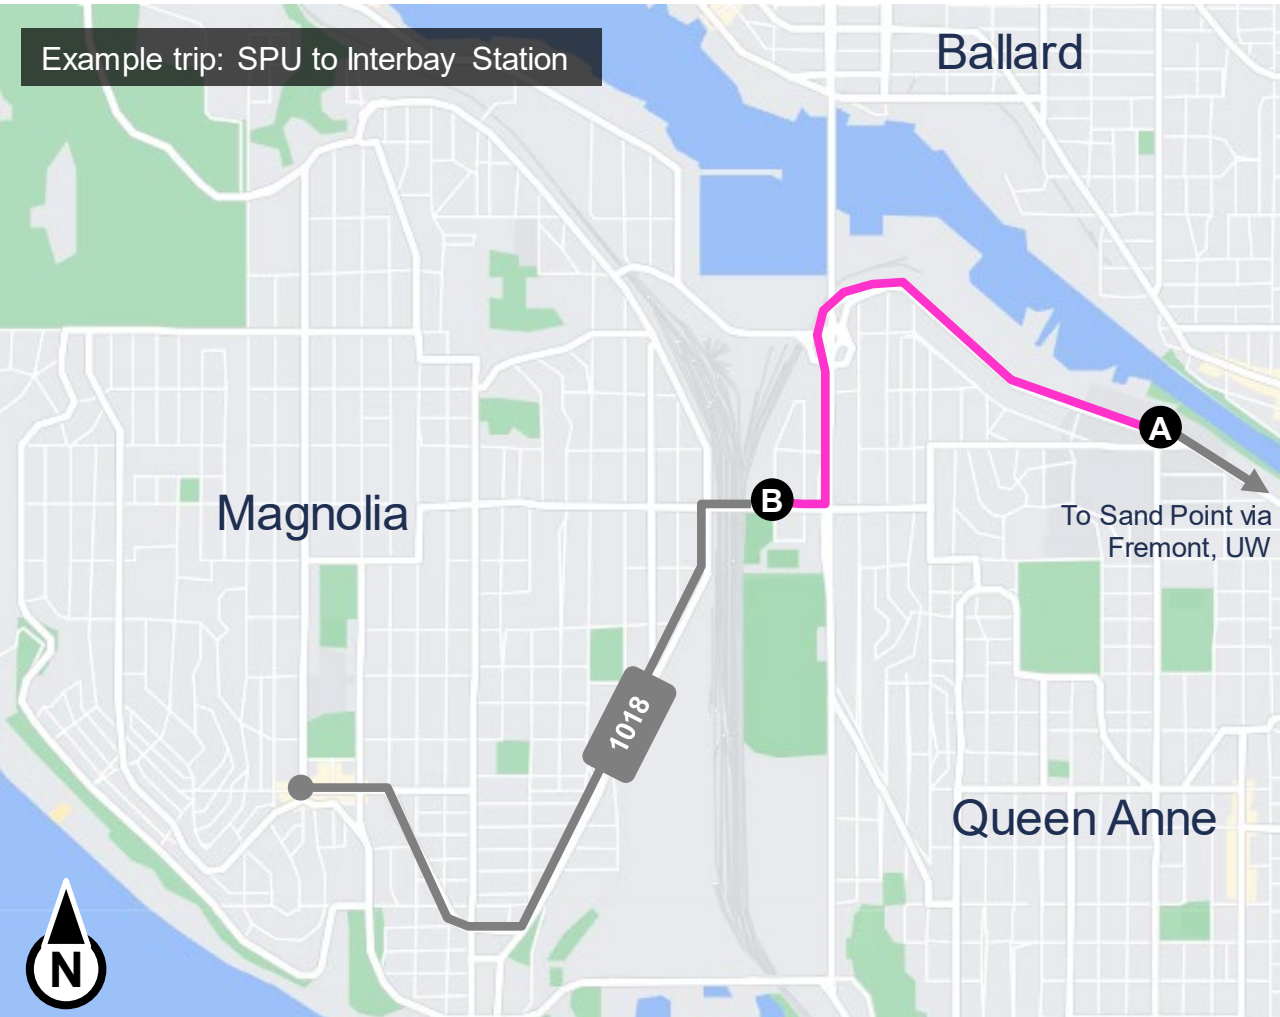 Example trip: SPU to Interbay Station
Ballard
A
Magnolia
B
To Sand Point via
Fremont, UW
1018
Queen Anne
N